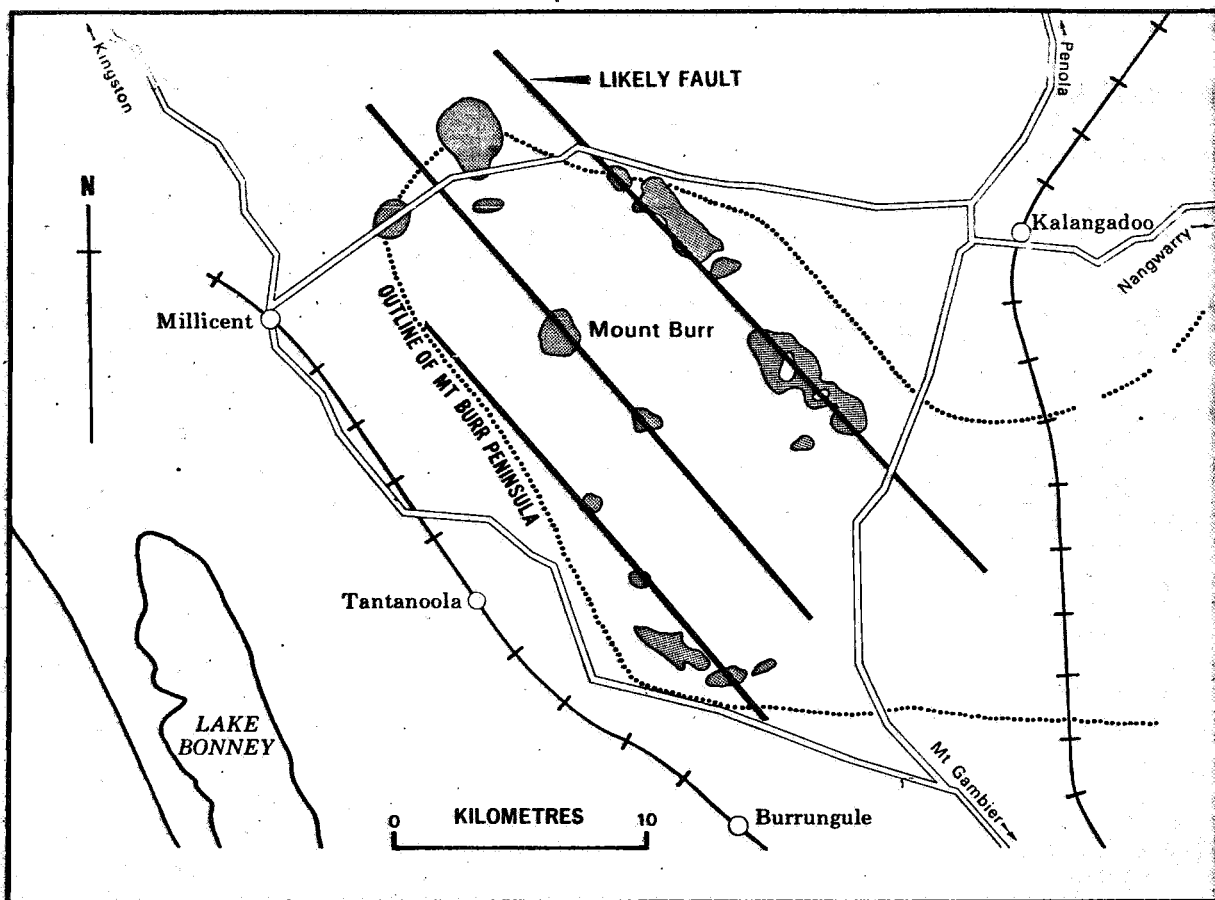 ← Kingston
LIKELY FAULT
← Penola
N
Kalangadoo
Nangwarry →
Millicent
Mount Burr
OUTLINE OF MT BURR PENINSULA
Tantanoola
LAKE
BONNEY
Mt Gambier →
0 KILOMETRES 10
Burrungule